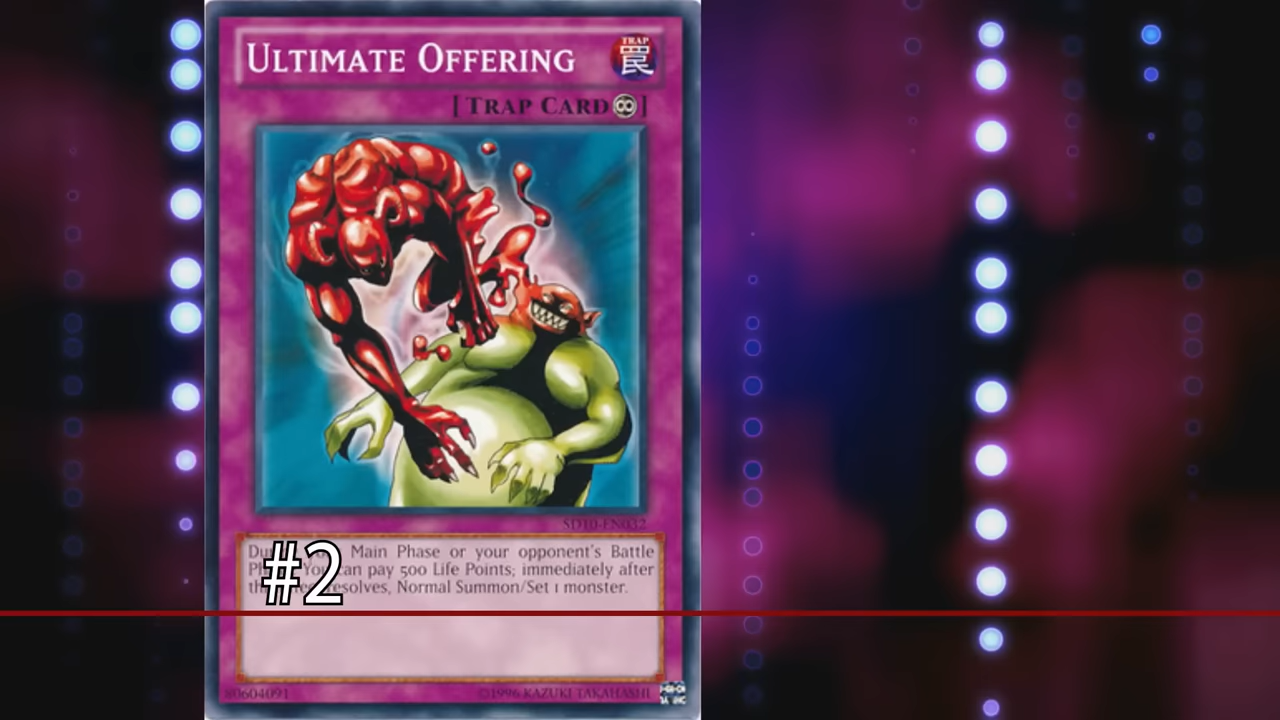 ULTIMATE OFFERING
TRAP
罠
[TRAP CARD]
SD10-EN032
Main Phase or your opponent's Battle
can pay 500 Life Points; immediately after
resolves, Normal Summon/Set 1 monster.
#2
80604091
©1996 KAZUKI TAKAHASHI